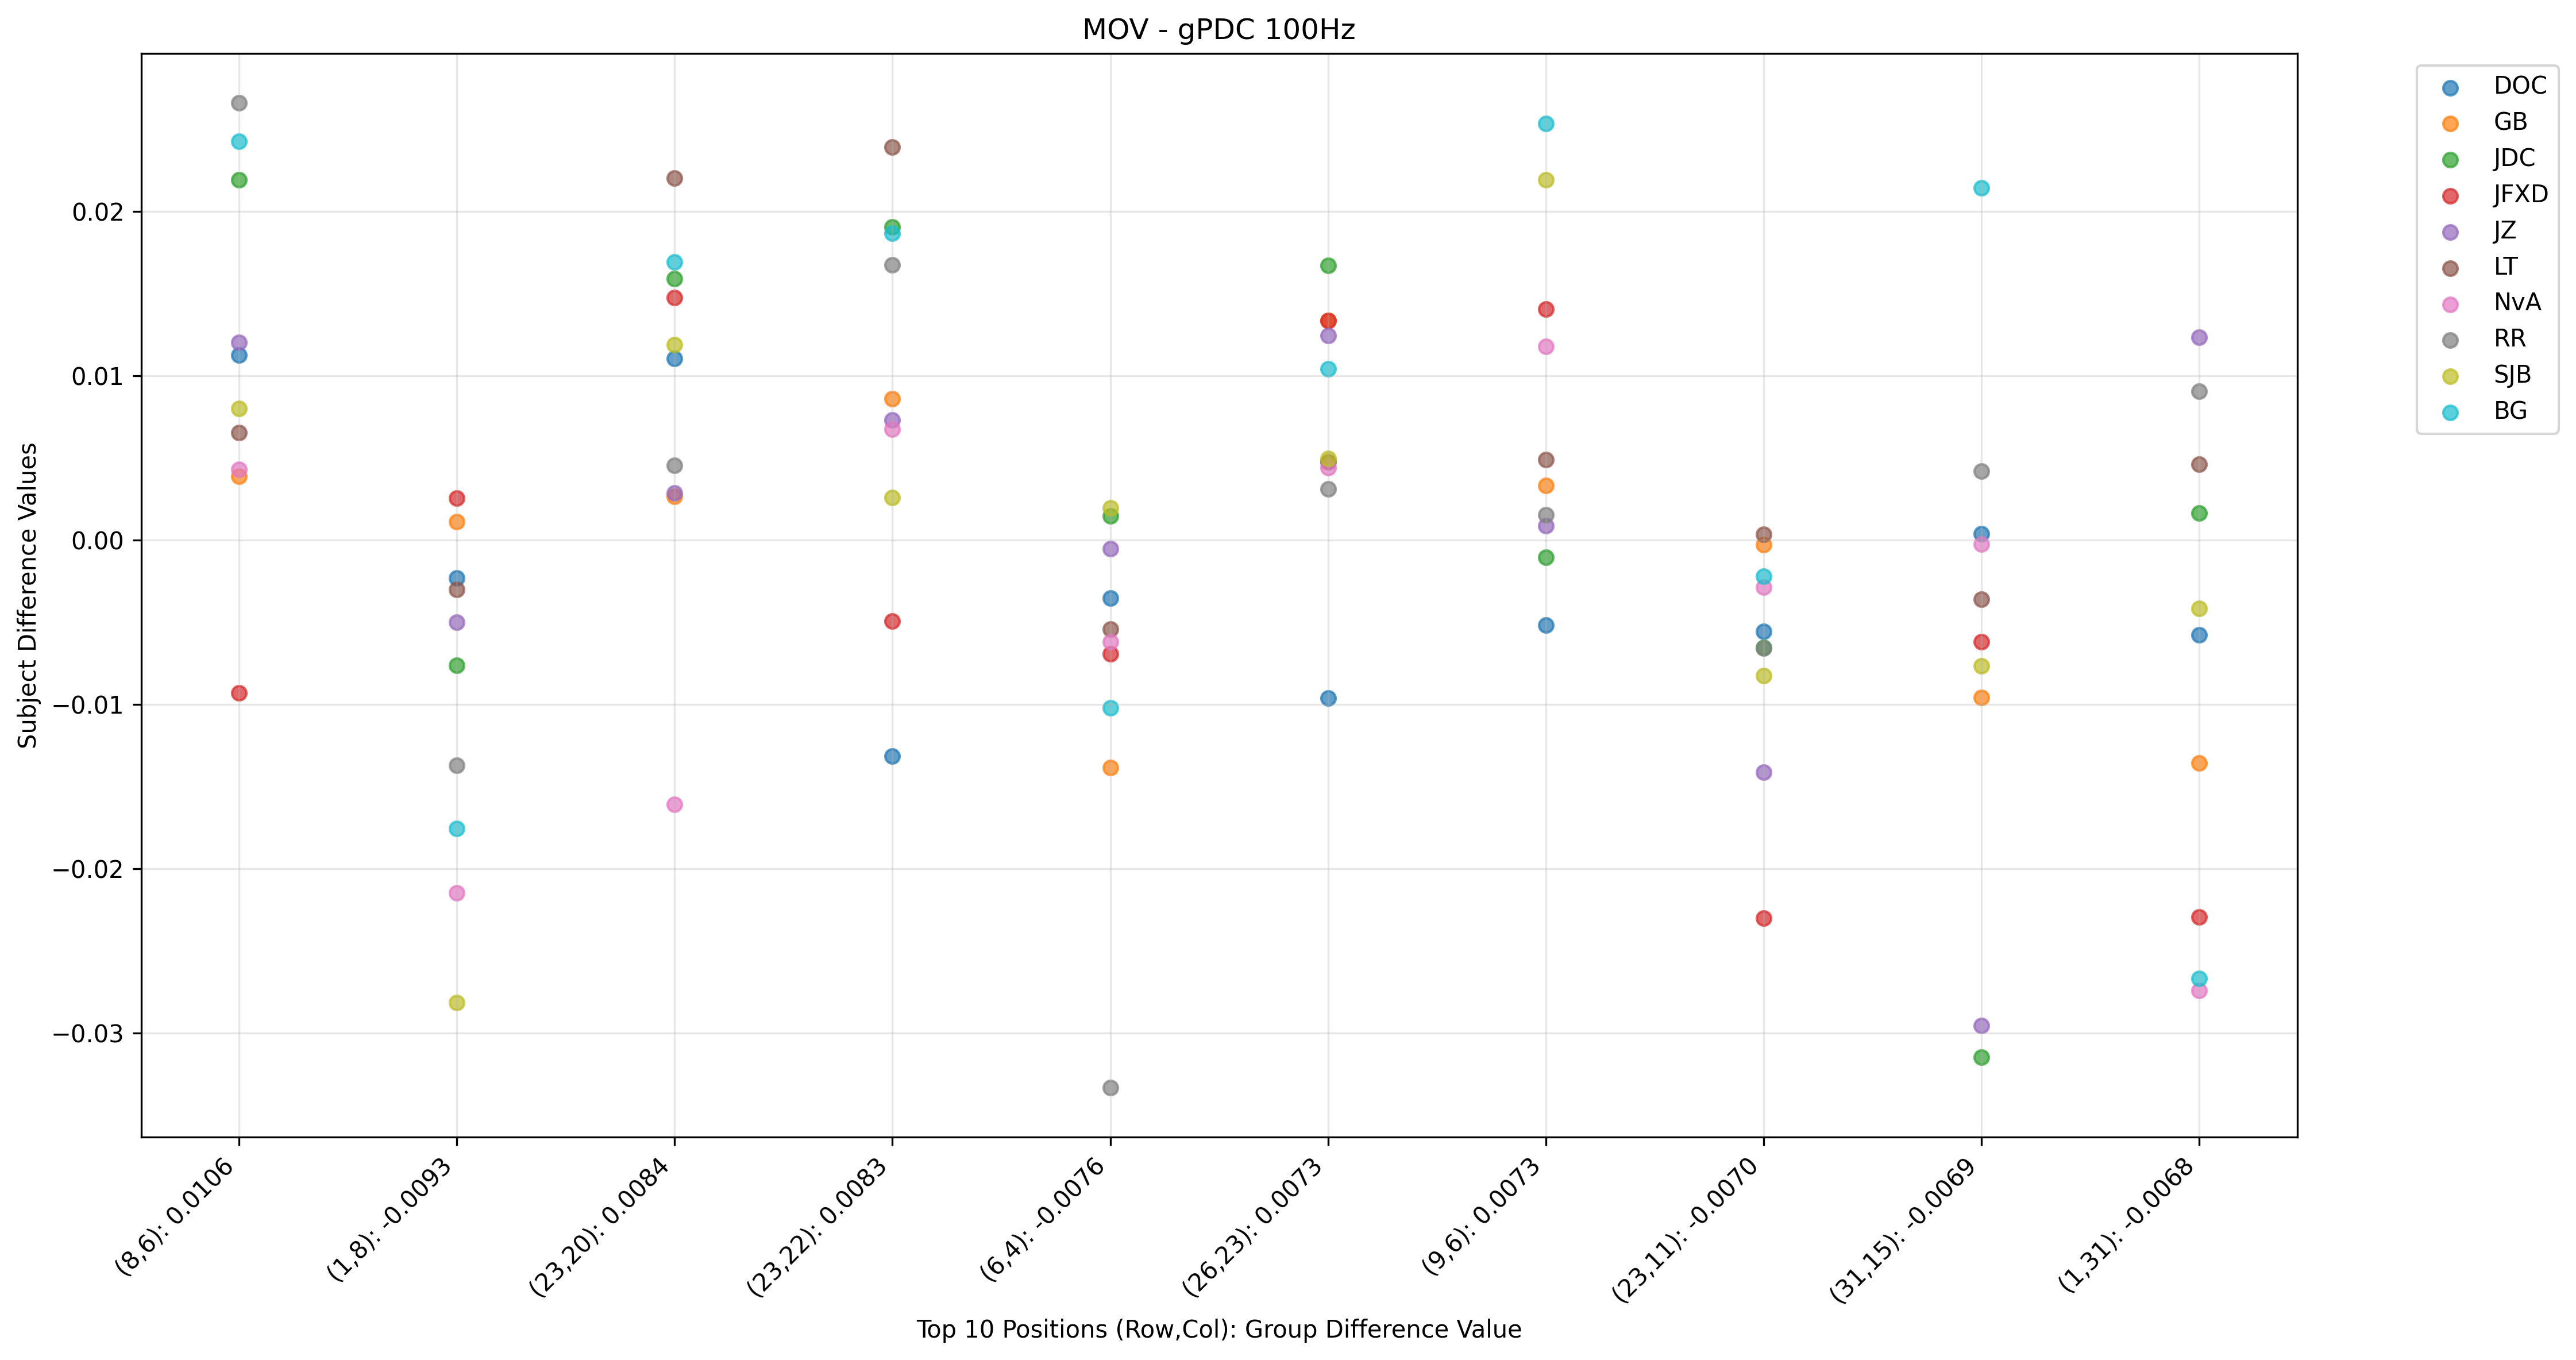 MOV - gPDC 100Hz
Subject Difference Values
0.02
0.01
0.00
−0.01
−0.02
−0.03
(8,6): 0.0106
(1,8): -0.0093
(23,20): 0.0084
(23,22): 0.0083
(6,4): -0.0076
(26,23): 0.0073
(9,6): 0.0073
(23,11): -0.0070
(31,15): -0.0069
(1,31): -0.0068
Top 10 Positions (Row,Col): Group Difference Value
DOC
GB
JDC
JFXD
JZ
LT
NvA
RR
SJB
BG